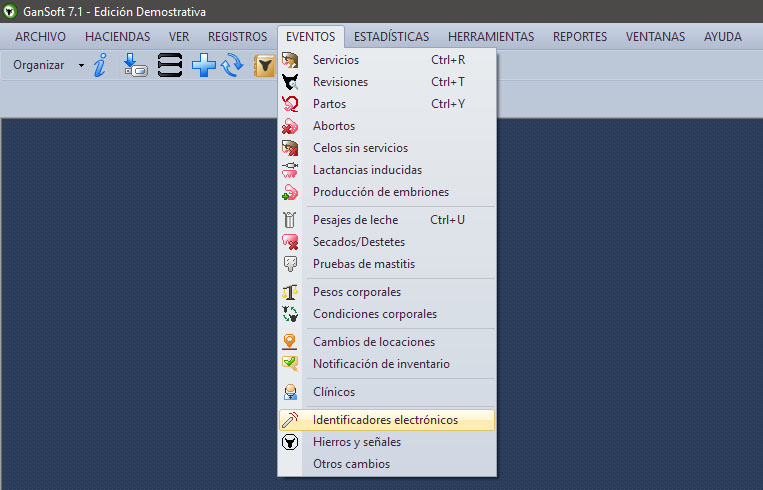 GanSoft 7.1 - Edición Demostrativa
ARCHIVO HACIENDAS VER REGISTROS EVENTOS ESTADÍSTICAS HERRAMIENTAS REPORTES VENTANAS AYUDA
Organizar
Servicios Ctrl+R
Revisiones Ctrl+T
Partos Ctrl+Y
Abortos
Celos sin servicios
Lactancias inducidas
Producción de embriones
Pesajes de leche Ctrl+U
Secados/Destetes
Pruebas de mastitis
Pesos corporales
Condiciones corporales
Cambios de locaciones
Notificación de inventario
Clínicos
Identificadores electrónicos
Hierros y señales
Otros cambios